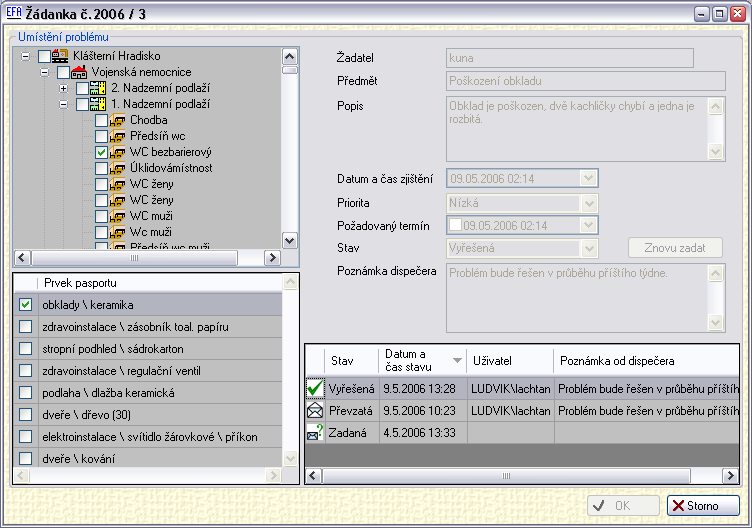 EFA Žádanka č.2006 / 3
Umístění problému
Klášterní Hradisko
Vojenská nemocnice
2. Nadzemní podlaží
1. Nadzemní podlaží
Chodba
Předsíň wc
WC bezbarierový
Úklidovámístnost
WC ženy
WC ženy
WC muži
Wc muži
Předsíň wc muži
Prvek pasportu
obklady \ keramika
zdravoinstalace \ zásobník toal. papíru
stropní podhled \ sádrokarton
zdravoinstalace \ regulační ventil
podlaha \ dlažba keramická
dveře \ dřevo (30)
elektroinstalace \ svítidlo žárovkové \ příkon
dveře \ kování
Žadatel
kuna
Předmět
Poškození obkladu
Popis
Obklad je poškozen, dvě kachličky chybí a jedna je
rozbitá.
Datum a čas zjištění
09.05.2006 02:14
Priorita
Nízká
Požadovaný termín
09.05.2006 02:14
Stav
Vyřešená
Znovu zadat
Poznámka dispečera
Problém bude řešen v průběhu příštího týdne.
Stav Datum a čas stavu Uživatel Poznámka od dispečera
Vyřešená 9.5.2006 13:28 LUDVIK\lachtan Problém bude řešen v průběhu příštíh
Převzatá 9.5.2006 10:23 LUDVIK\lachtan Problém bude řešen v průběhu příštíh
Zadaná 4.5.2006 13:33
OK
Storno